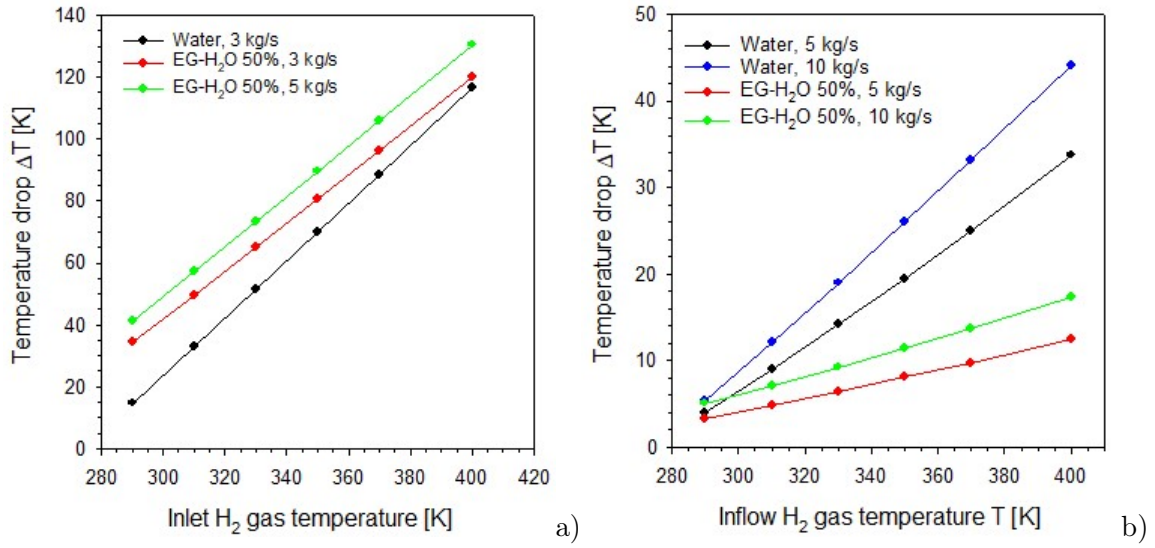 Temperature drop ΔT [K]
140
120
100
80
60
40
20
0
Water, 3 kg/s
EG-H₂O 50%, 3 kg/s
EG-H₂O 50%, 5 kg/s
280 300 320 340 360 380 400 420
Inlet H₂ gas temperature [K]
a)
Temperature drop ΔT [K]
50
40
30
20
10
0
Water, 5 kg/s
Water, 10 kg/s
EG-H₂O 50%, 5 kg/s
EG-H₂O 50%, 10 kg/s
280 300 320 340 360 380 400
Inflow H₂ gas temperature T [K]
b)